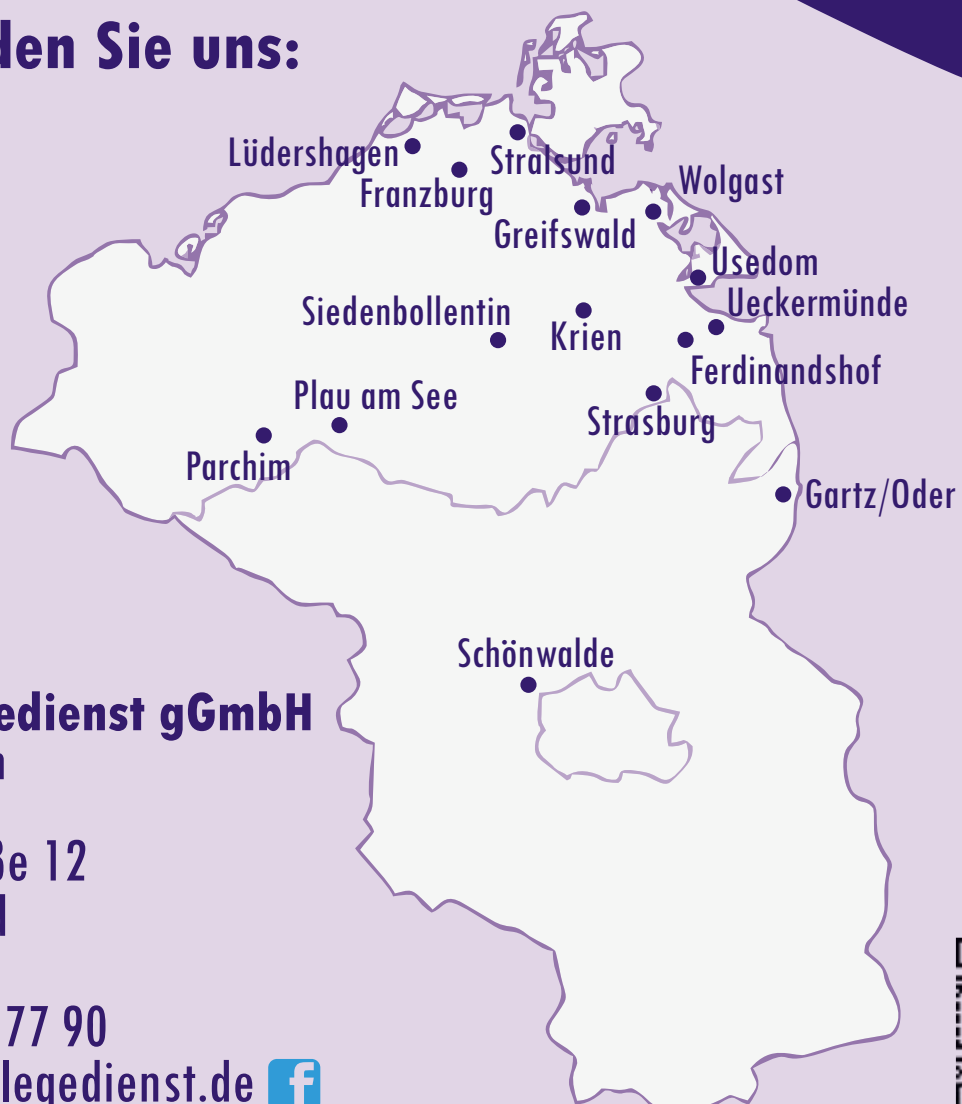 den Sie uns:
Lüdershagen
Stralsund
Franzburg
Wolgast
Greifswald
Usedom
Ueckermünde
Siedenbollentin
Krien
Ferdinandshof
Plau am See
Strasburg
Parchim
Gartz/Oder
Schönwalde
edienst gGmbH
ße 12
77 90
legedienst.de f